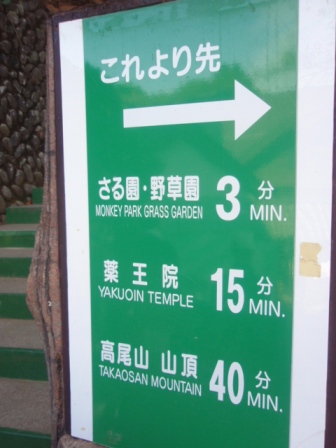 これより先
さる園・野草園 3 分
MONKEY PARK GRASS GARDEN MIN.
薬王院 15 分
YAKUOIN TEMPLE MIN.
高尾山 山頂 40 分
TAKAOSAN MOUNTAIN MIN.